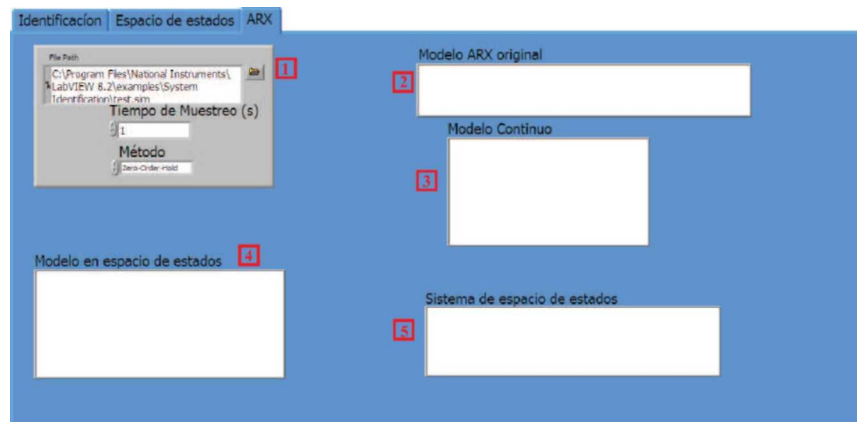 Identificacíon Espacio de estados ARX
File Path
C:\Program Files\National Instruments\
LabVIEW 8.2\examples\System
Identification\test.sim
1
Tiempo de Muestreo (s)
1
Método
Zero-Order-Hold
Modelo ARX original
2
Modelo Continuo
3
Modelo en espacio de estados 4
Sistema de espacio de estados
5